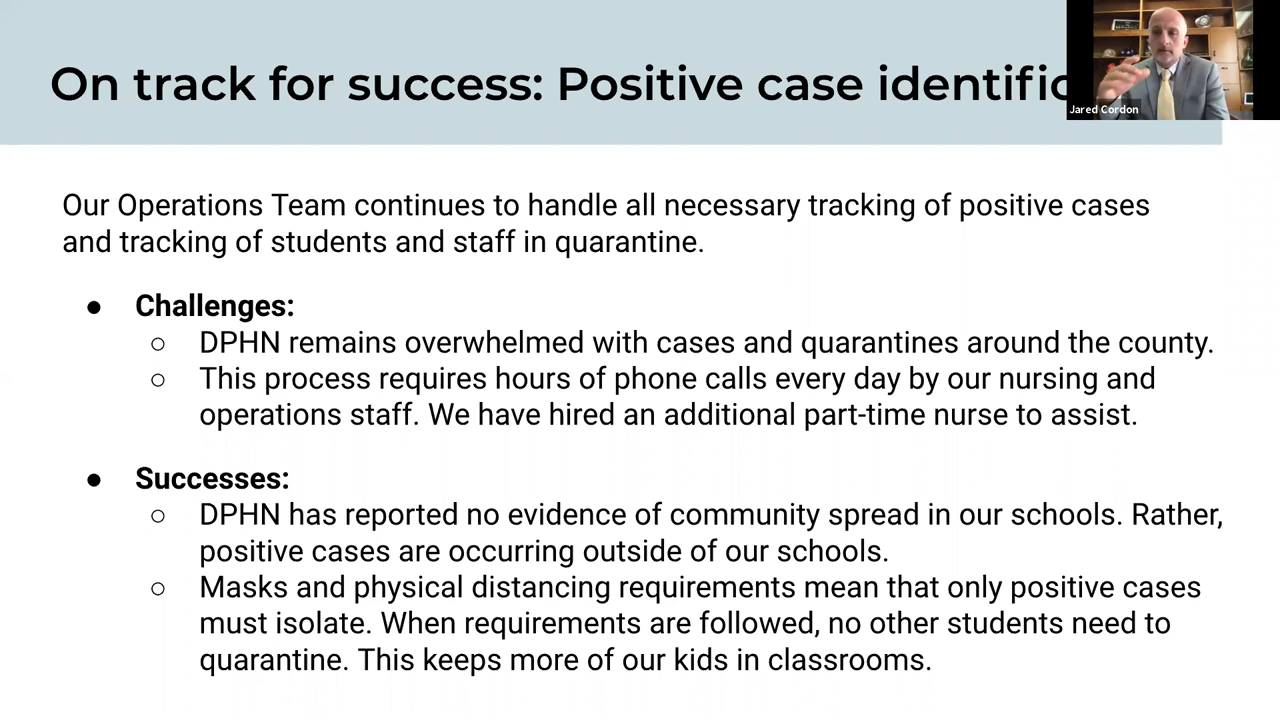 On track for success: Positive case identific
Jared Cordon
Our Operations Team continues to handle all necessary tracking of positive cases
and tracking of students and staff in quarantine.
● Challenges:
○ DPHN remains overwhelmed with cases and quarantines around the county.
○ This process requires hours of phone calls every day by our nursing and
operations staff. We have hired an additional part-time nurse to assist.
● Successes:
○ DPHN has reported no evidence of community spread in our schools. Rather,
positive cases are occurring outside of our schools.
○ Masks and physical distancing requirements mean that only positive cases
must isolate. When requirements are followed, no other students need to
quarantine. This keeps more of our kids in classrooms.